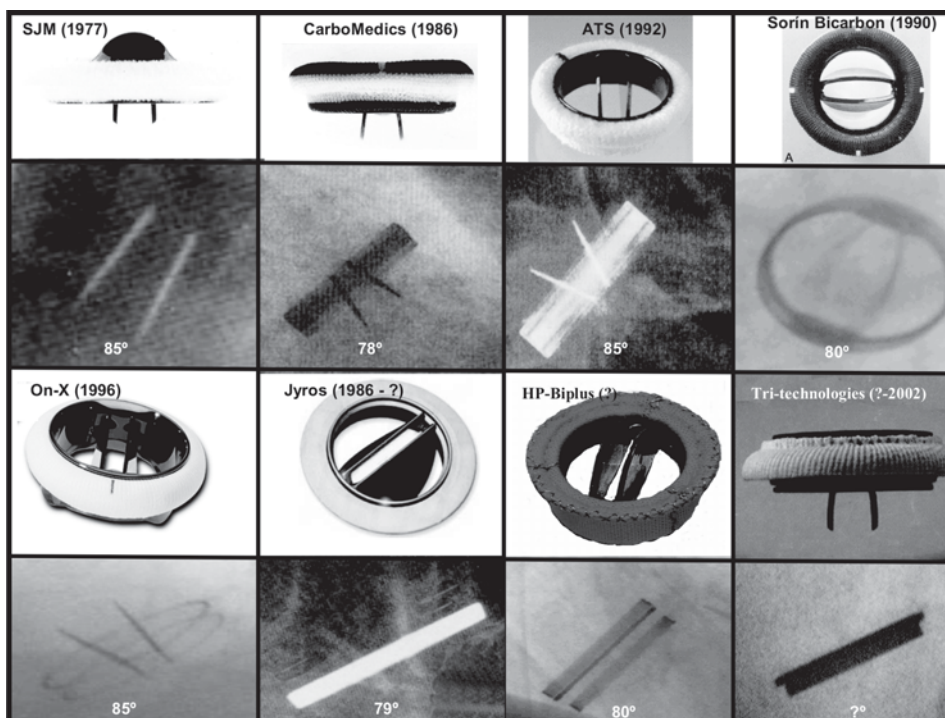 SJM (1977)
CarboMedics (1986)
ATS (1992)
Sorín Bicarbon (1990)
A
85º
78º
85º
80º
On-X (1996)
Jyros (1986 - ?)
HP-Biplus (?)
Tri-technologies (?-2002)
85º
79º
80º
?º